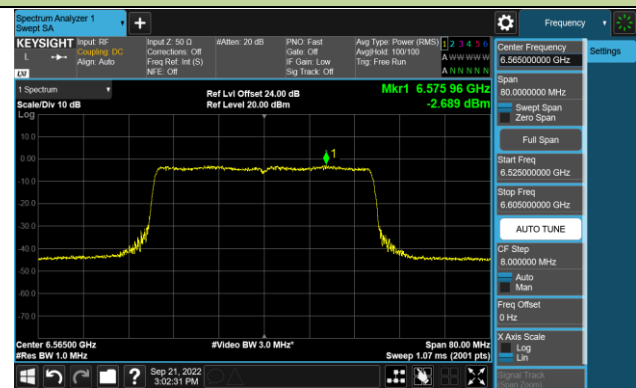 Spectrum Analyzer 1
Swept SA
+
Frequency
KEYSIGHT
Input: RF
Coupling: DC
Align: Auto
Input Z: 50 Ω
Corrections: Off
Freq Ref: Int (S)
NFE: Off
#Atten: 20 dB
PNO: Fast
Gate: Off
IF Gain: Low
Sig Track: Off
Avg Type: Power (RMS)
Avg|Hold: 100/100
Trig: Free Run
1 2 3 4 5 6
A W W W W W
A N N N N N
L
LXI
1 Spectrum
Scale/Div 10 dB
Log
Ref Lvl Offset 24.00 dB
Ref Level 20.00 dBm
Mkr1 6.575 96 GHz
-2.689 dBm
10.0
0.00
-10.0
-20.0
-30.0
-40.0
-50.0
-60.0
-70.0
1
Center 6.56500 GHz
#Res BW 1.0 MHz
#Video BW 3.0 MHz*
Span 80.00 MHz
Sweep 1.07 ms (2001 pts)
Sep 21, 2022
3:02:31 PM
?
Center Frequency
6.565000000 GHz
Settings
Span
80.0000000 MHz
Swept Span
Zero Span
Full Span
Start Freq
6.525000000 GHz
Stop Freq
6.605000000 GHz
AUTO TUNE
CF Step
8.000000 MHz
Auto
Man
Freq Offset
0 Hz
X Axis Scale
Log
Lin
Signal Track
(Span Zoom)